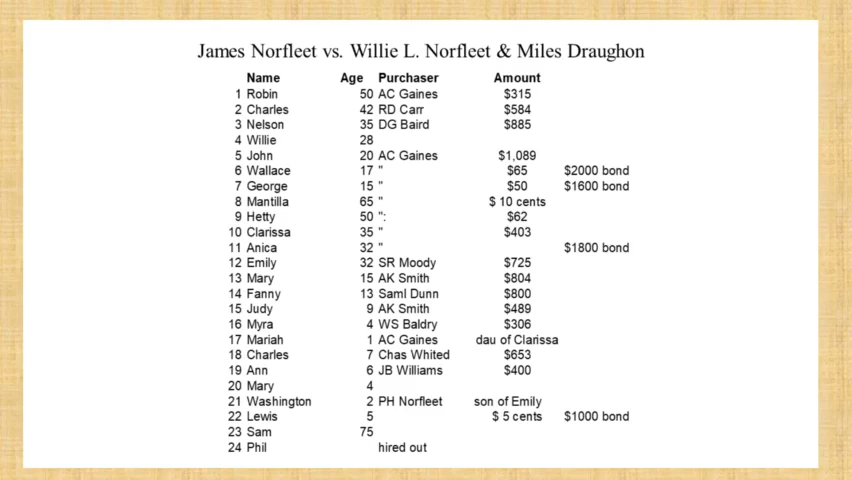 James Norfleet vs. Willie L. Norfleet & Miles Draughon
Name Age Purchaser Amount
1 Robin 50 AC Gaines $315
2 Charles 42 RD Carr $584
3 Nelson 35 DG Baird $885
4 Willie 28
5 John 20 AC Gaines $1,089
6 Wallace 17 " $65 $2000 bond
7 George 15 " $50 $1600 bond
8 Mantilla 65 " $ 10 cents
9 Hetty 50 ": $62
10 Clarissa 35 " $403
11 Anica 32 " $1800 bond
12 Emily 32 SR Moody $725
13 Mary 15 AK Smith $804
14 Fanny 13 Saml Dunn $800
15 Judy 9 AK Smith $489
16 Myra 4 WS Baldry $306
17 Mariah 1 AC Gaines dau of Clarissa
18 Charles 7 Chas Whited $653
19 Ann 6 JB Williams $400
20 Mary 4
21 Washington 2 PH Norfleet son of Emily
22 Lewis 5 $ 5 cents $1000 bond
23 Sam 75
24 Phil hired out